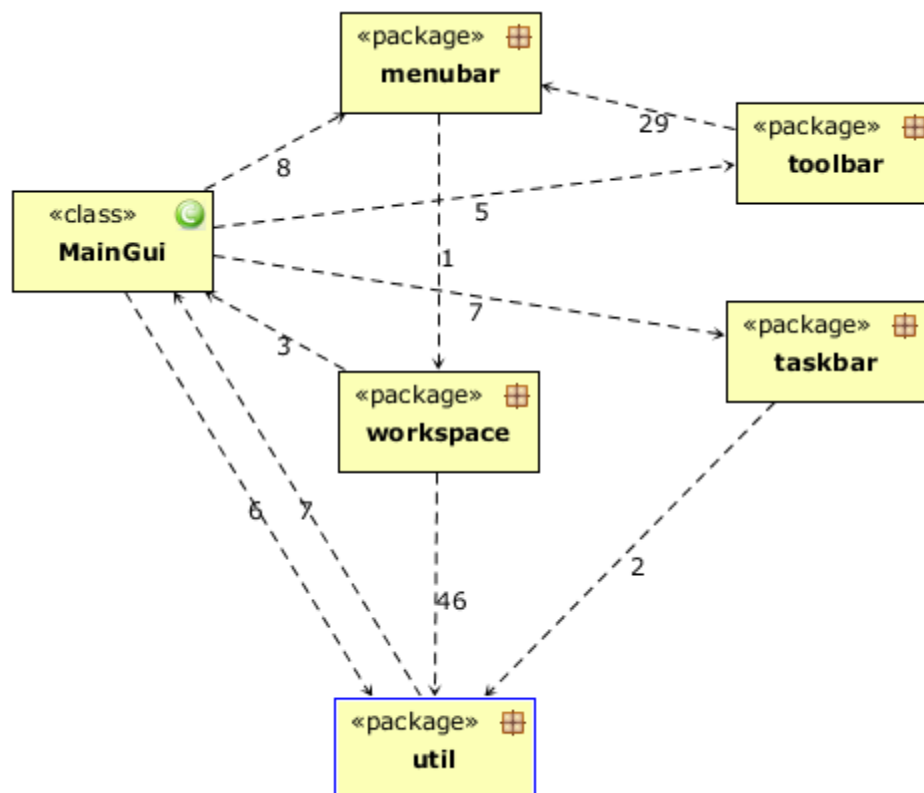 «package»
menubar
29
«package»
toolbar
8
5
«class»
C
MainGui
1
7
«package»
taskbar
3
«package»
workspace
6
7
2
46
«package»
util